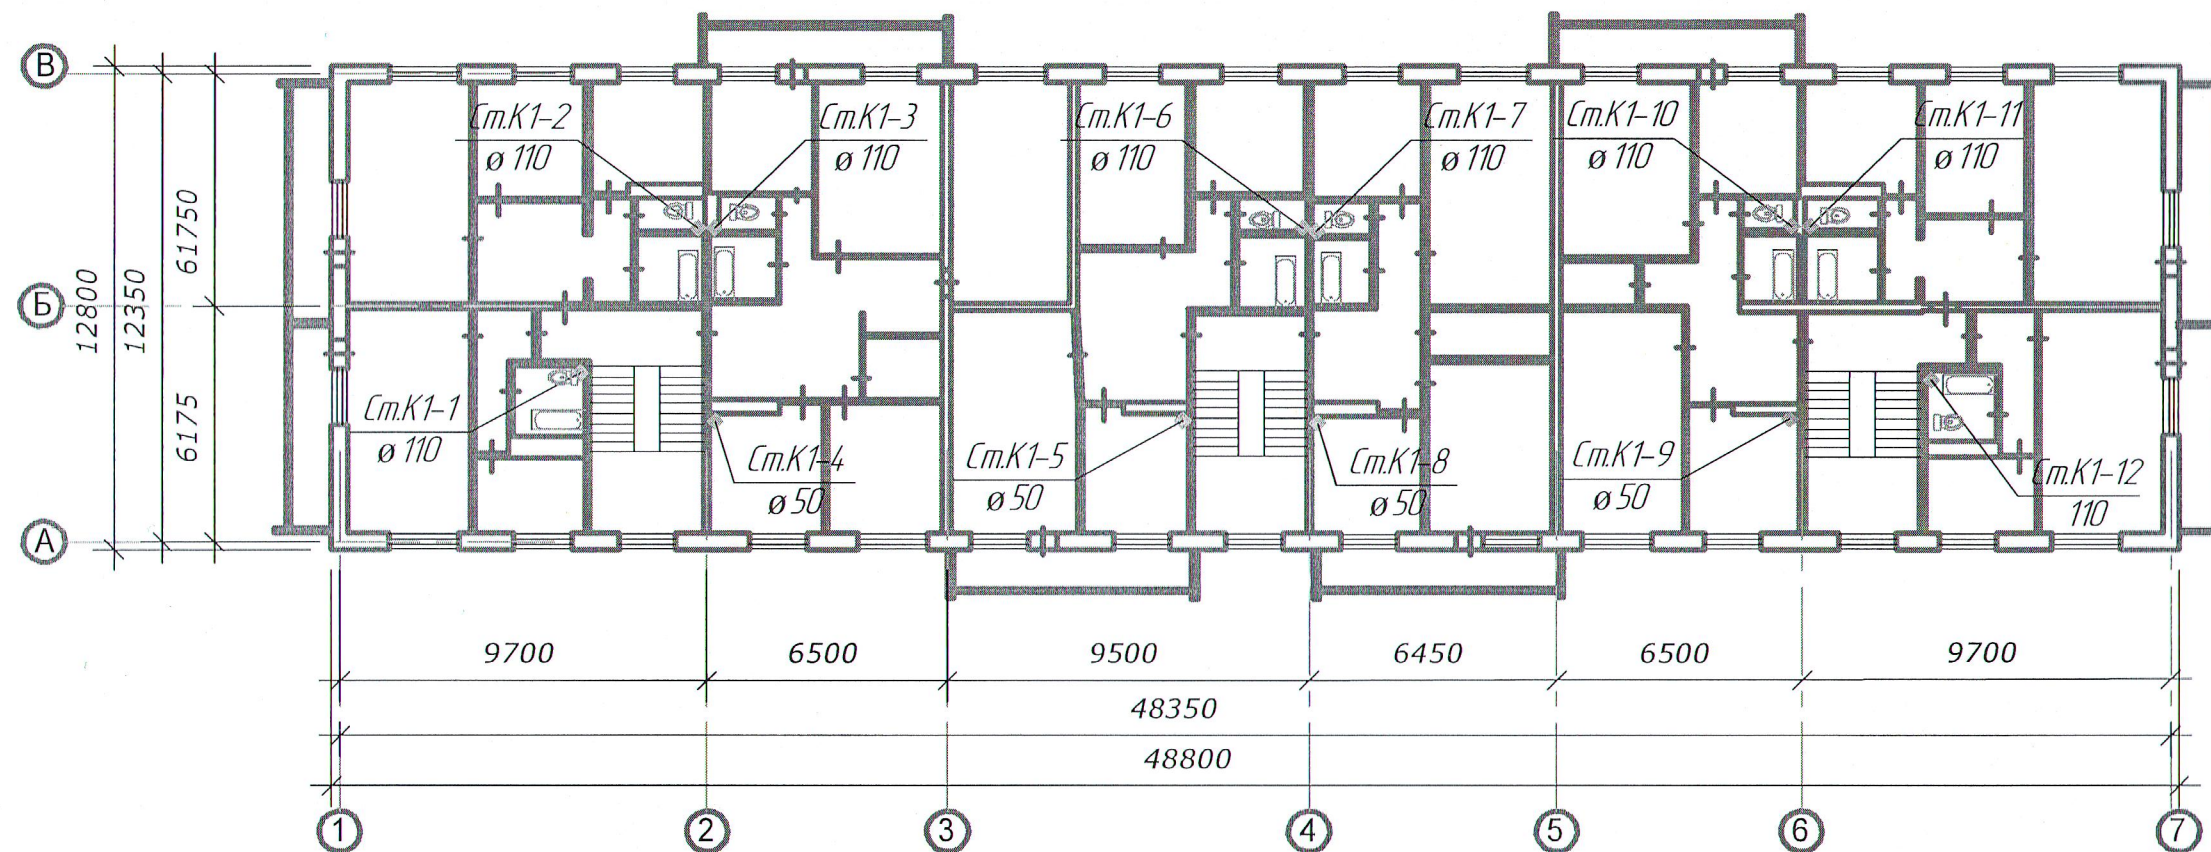 В
Ст.К1-2
ø 110
Ст.К1-3
ø 110
Ст.К1-6
ø 110
Ст.К1-7
ø 110
Ст.К1-10
ø 110
Ст.К1-11
ø 110
61750
12800
12350
Б
6175
Ст.К1-1
ø 110
Ст.К1-4
ø 50
Ст.К1-5
ø 50
Ст.К1-8
ø 50
Ст.К1-9
ø 50
Ст.К1-12
110
А
9700 6500 9500 6450 6500 9700
48350
48800
1 2 3 4 5 6 7